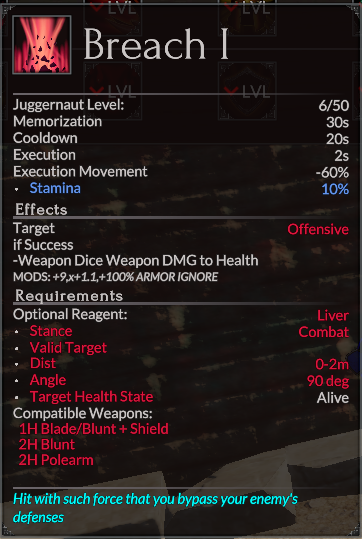 LVL
Breach I
LVL LVL
Juggernaut Level: 6/50
Memorization 30s
Cooldown 20s
Execution 2s
Execution Movement -60%
• Stamina 10%
Effects
Target Offensive
if Success
-Weapon Dice Weapon DMG to Health
MODS: +9,x+1.1,+100% ARMOR IGNORE
Requirements
Optional Reagent: Liver
• Stance Combat
• Valid Target
• Dist 0-2m
• Angle 90 deg
• Target Health State Alive
Compatible Weapons:
1H Blade/Blunt + Shield
2H Blunt
2H Polearm
Hit with such force that you bypass your enemy's
defenses